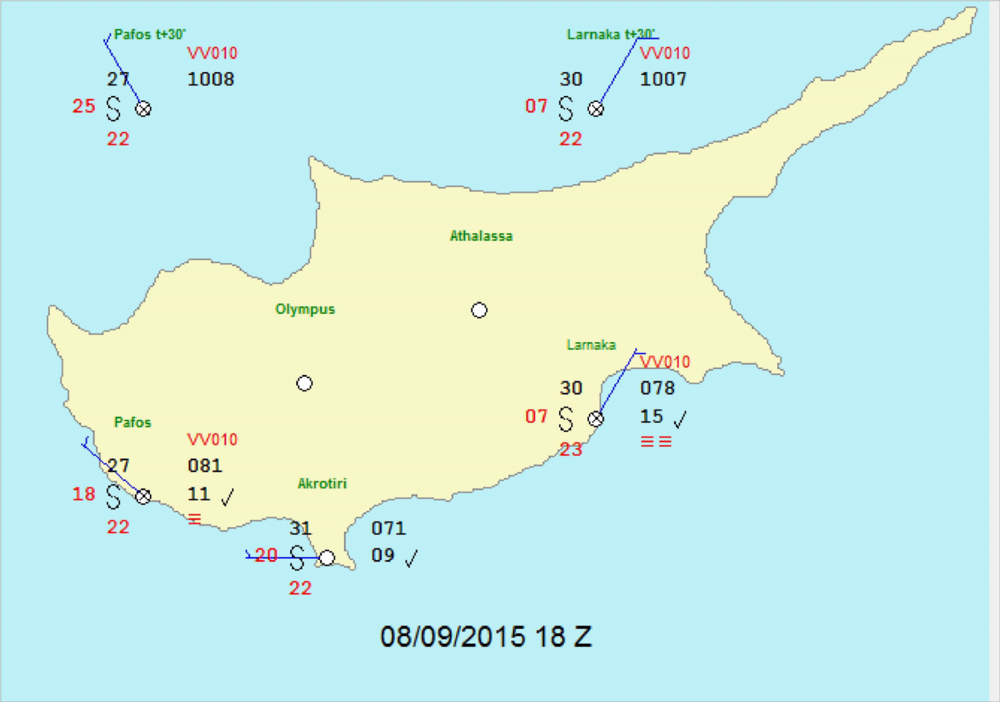 Pafos t+30'
VV010
27 1008
25
22
Larnaka t+30'
VV010
30 1007
07
22
Athalassa
Olympus
Larnaka
VV010
30 078
07 15
23
Pafos
VV010
27 081
18 11
22
Akrotiri
31 071
20 09
22
08/09/2015 18 Z